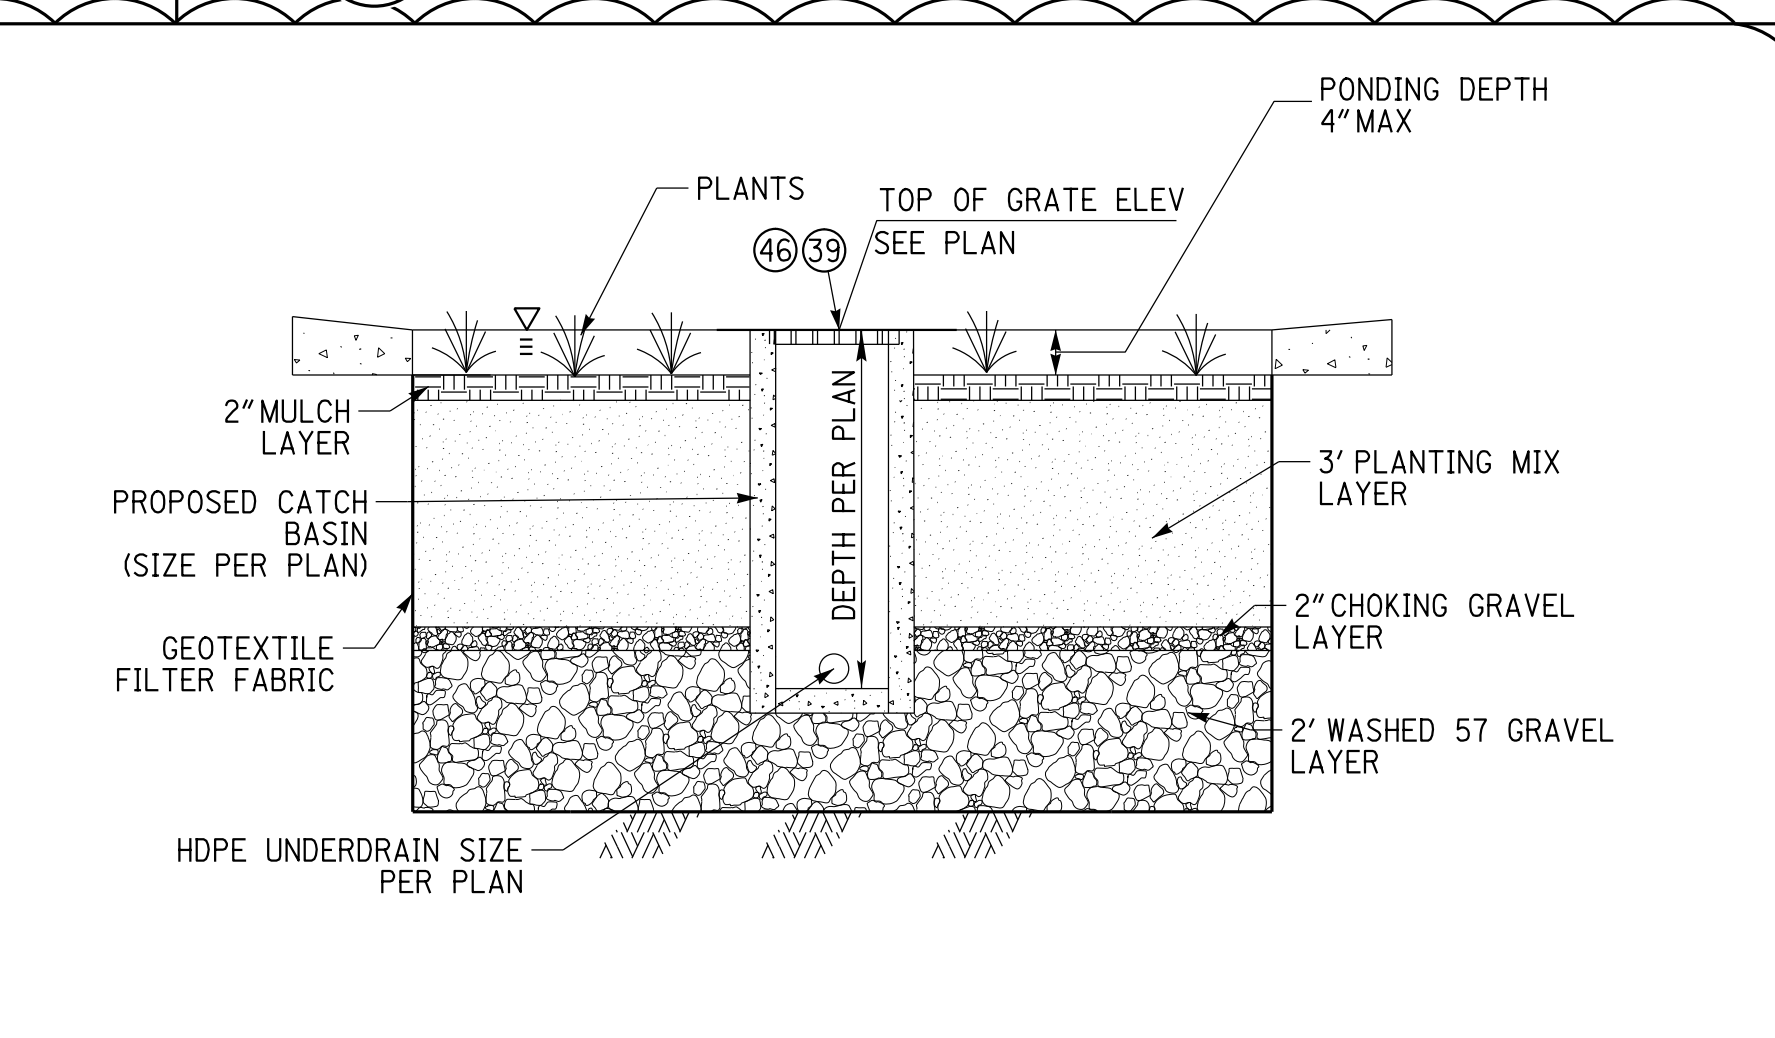 PONDING DEPTH
4" MAX
PLANTS
TOP OF GRATE ELEV
SEE PLAN
46 39
2" MULCH
LAYER
DEPTH PER PLAN
3' PLANTING MIX
LAYER
PROPOSED CATCH
BASIN
(SIZE PER PLAN)
2" CHOKING GRAVEL
LAYER
GEOTEXTILE
FILTER FABRIC
2' WASHED 57 GRAVEL
LAYER
HDPE UNDERDRAIN SIZE
PER PLAN